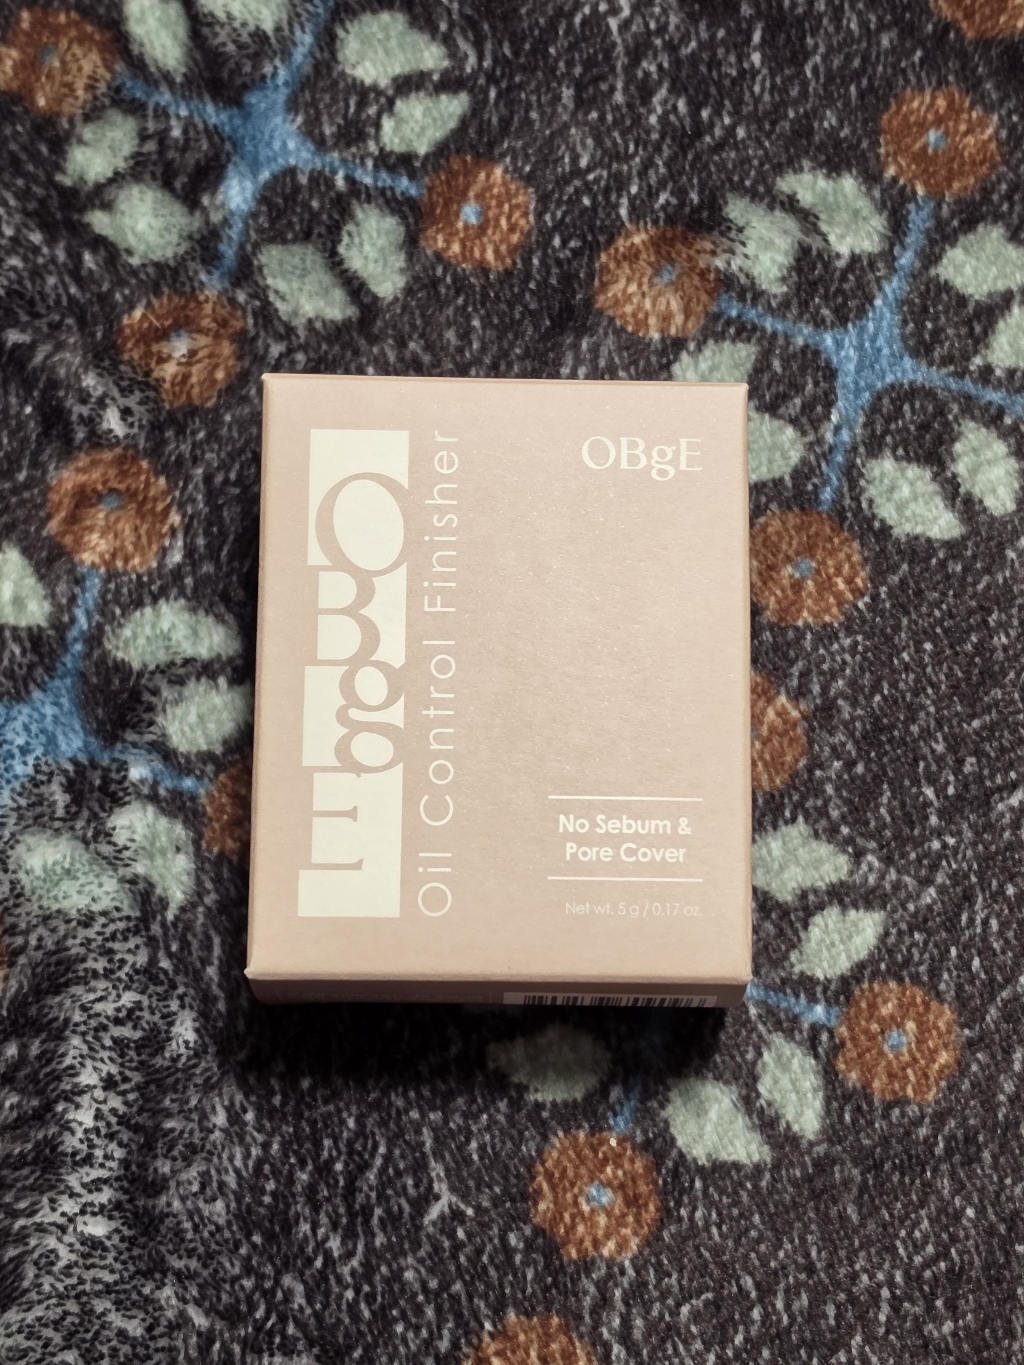 OBgE
Oil Control Finisher
OBgE
No Sebum &
Pore Cover
Net wt. 5 g / 0.17 oz.